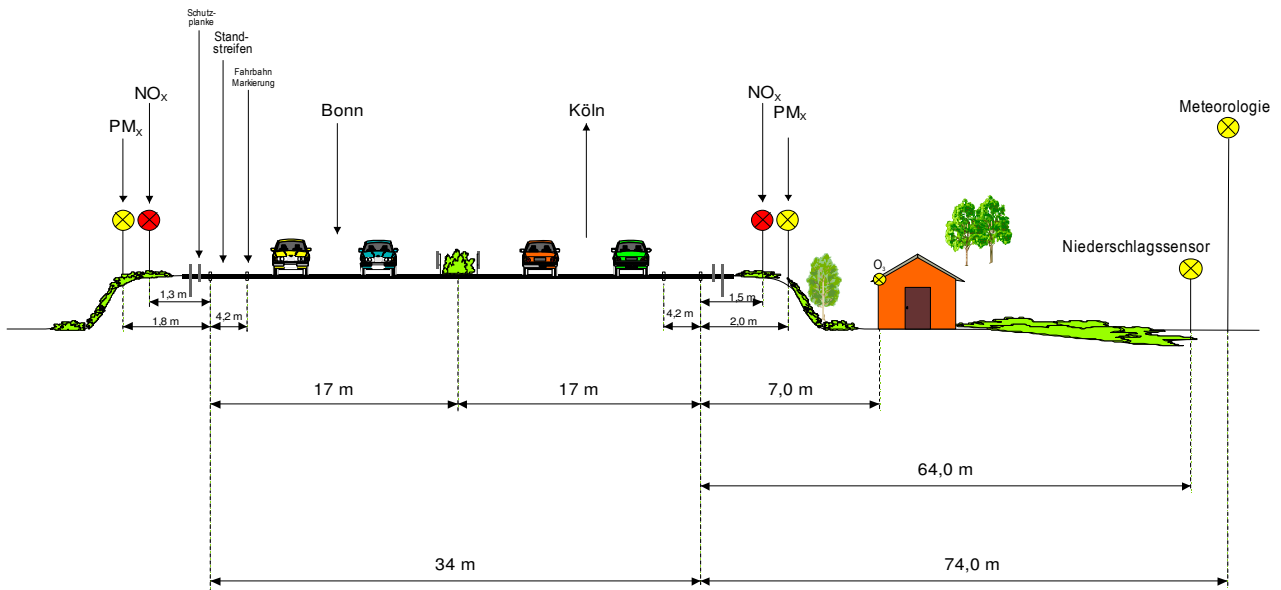 Schutz-
planke
Stand-
streifen
Fahrbahn
Markierung
NOX
PMX
Bonn
Köln
NOX
PMX
Meteorologie
Niederschlagssensor
O3
1,3 m
1,8 m
4,2 m
4,2 m
1,5 m
2,0 m
17 m
17 m
7,0 m
64,0 m
34 m
74,0 m